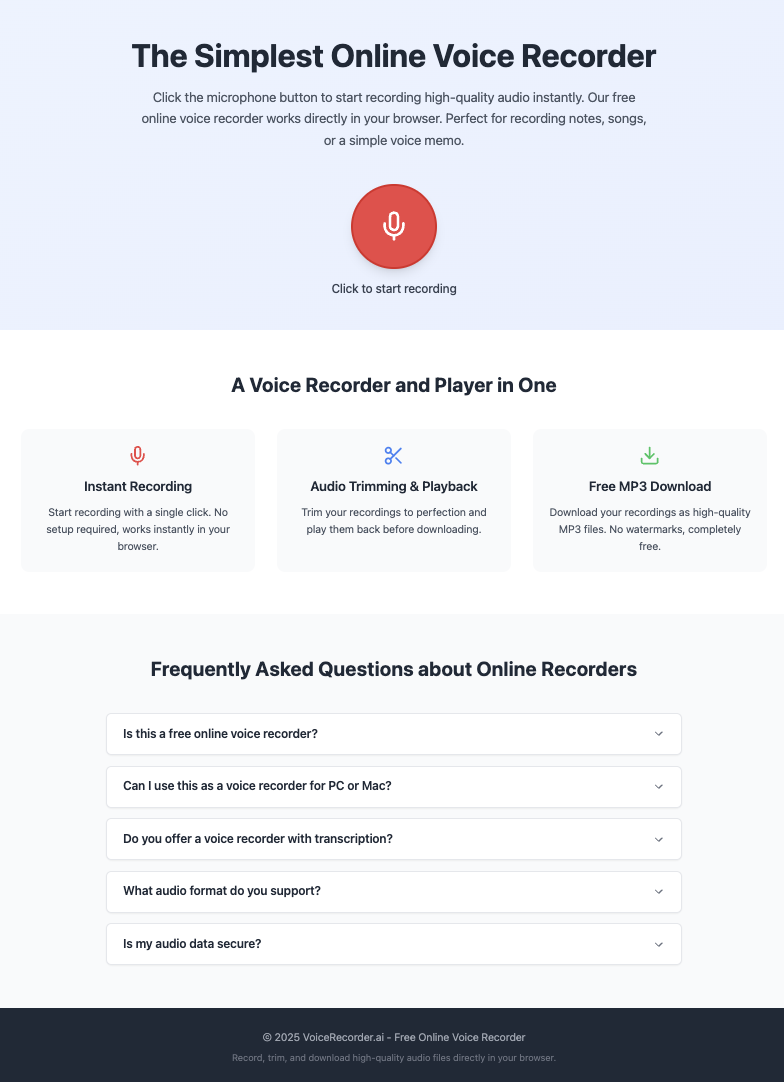 The Simplest Online Voice Recorder
Click the microphone button to start recording high-quality audio instantly. Our free
online voice recorder works directly in your browser. Perfect for recording notes, songs,
or a simple voice memo.
Click to start recording
A Voice Recorder and Player in One
Instant Recording
Start recording with a single click. No
setup required, works instantly in your
browser.
Audio Trimming & Playback
Trim your recordings to perfection and
play them back before downloading.
Free MP3 Download
Download your recordings as high-quality
MP3 files. No watermarks, completely
free.
Frequently Asked Questions about Online Recorders
Is this a free online voice recorder?
Can I use this as a voice recorder for PC or Mac?
Do you offer a voice recorder with transcription?
What audio format do you support?
Is my audio data secure?
© 2025 VoiceRecorder.ai - Free Online Voice Recorder
Record, trim, and download high-quality audio files directly in your browser.